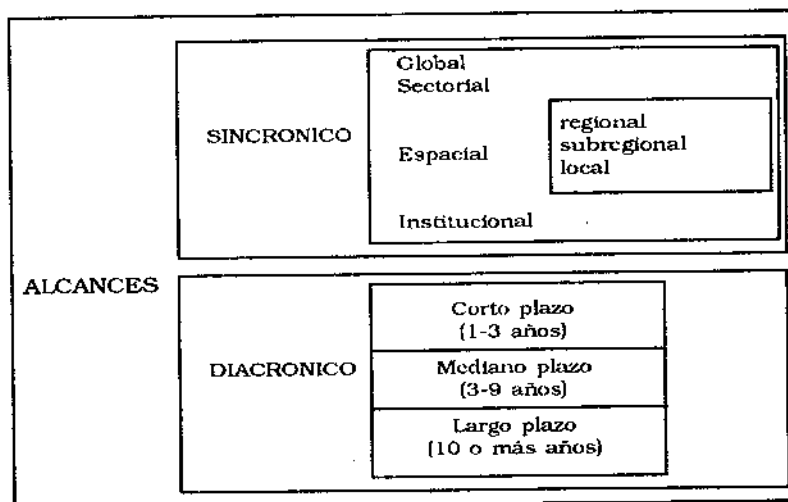 ALCANCES
SINCRONICO
Global
Sectorial
Espacial
regional
subregional
local
Institucional
DIACRONICO
Corto plazo
(1-3 años)
Mediano plazo
(3-9 años)
Largo plazo
(10 o más años)